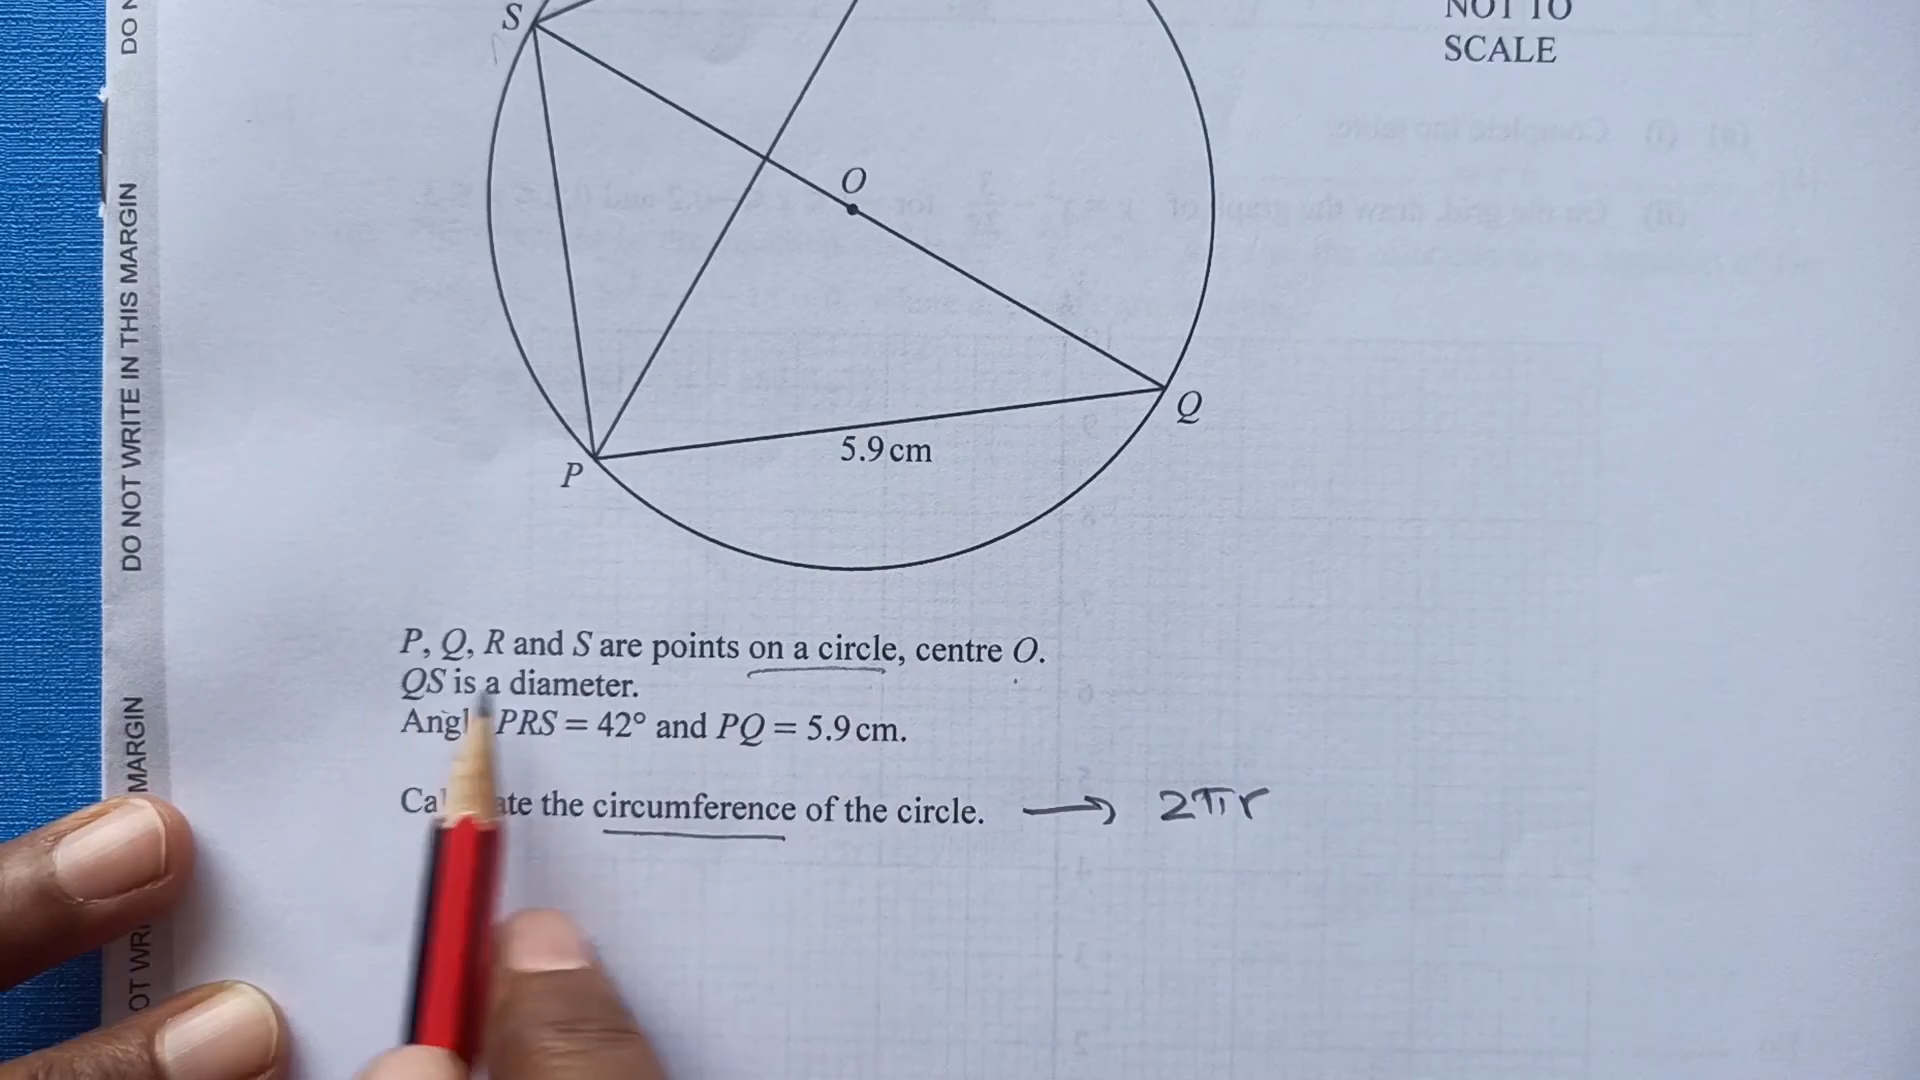 S
NOT TO
SCALE
O
Q
5.9 cm
P
P, Q, R and S are points on a circle, centre O.
QS is a diameter.
PRS = 42° and PQ = 5.9 cm.
the circumference of the circle. → 2πr
DO NOT WRITE IN THIS MARGIN
MARGIN